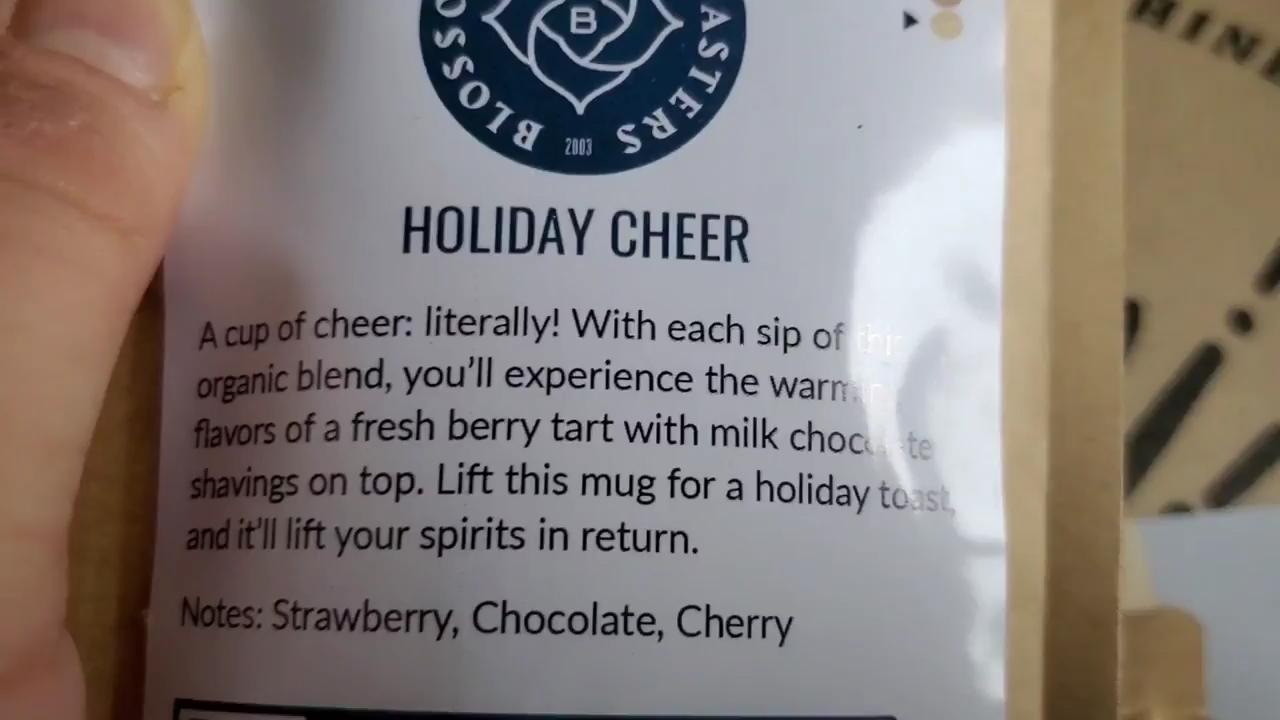 BLOSSO
ASTERS
B
2003
HOLIDAY CHEER
A cup of cheer: literally! With each sip of this
organic blend, you'll experience the warming
flavors of a fresh berry tart with milk chocolate
shavings on top. Lift this mug for a holiday toast,
and it'll lift your spirits in return.
Notes: Strawberry, Chocolate, Cherry
HINE